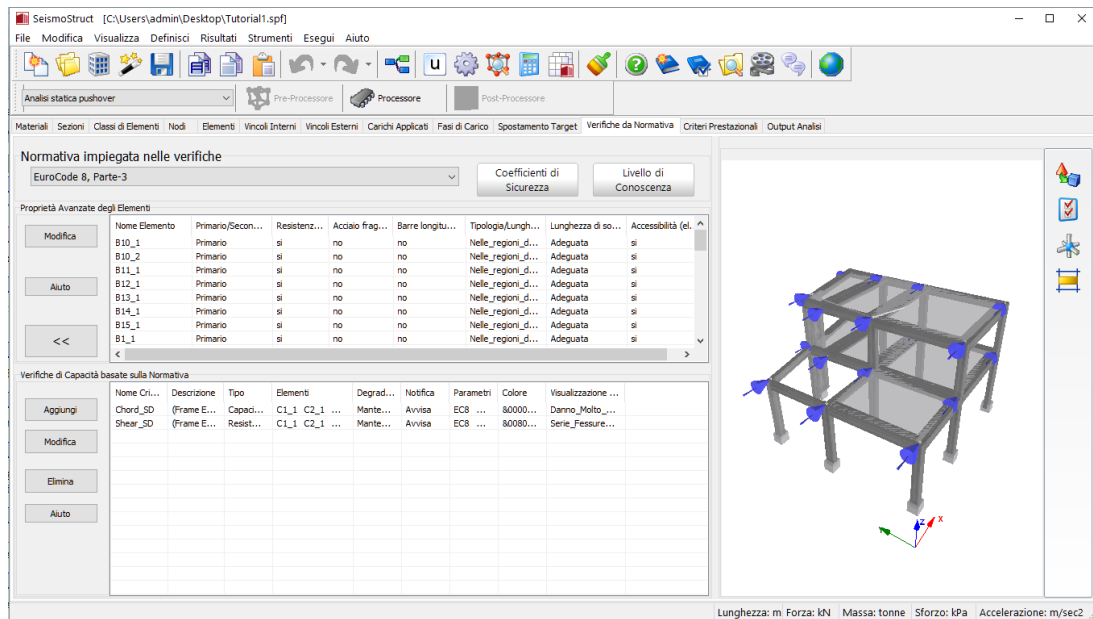 SeismoStruct [C:\Users\admin\Desktop\Tutorial1.spf]
File Modifica Visualizza Definisci Risultati Strumenti Esegui Aiuto
Analisi statica pushover Pre-Processore Processore Post-Processore
Materiali Sezioni Classi di Elementi Nodi Elementi Vincoli Interni Vincoli Esterni Carichi Applicati Fasi di Carico Spostamento Target Verifiche da Normativa Criteri Prestazionali Output Analisi
Normativa impiegata nelle verifiche
EuroCode 8, Parte-3
Coefficienti di Sicurezza
Livello di Conoscenza
Proprietà Avanzate degli Elementi
Modifica
Aiuto
<<
Nome Elemento Primario/Secon... Resistenz... Acciaio frag... Barre longitu... Tipologia/Lungh... Lunghezza di so... Accessibilità (el.
B10_1 Primario si no no Nelle_regioni_d... Adeguata si
B10_2 Primario si no no Nelle_regioni_d... Adeguata si
B11_1 Primario si no no Nelle_regioni_d... Adeguata si
B12_1 Primario si no no Nelle_regioni_d... Adeguata si
B13_1 Primario si no no Nelle_regioni_d... Adeguata si
B14_1 Primario si no no Nelle_regioni_d... Adeguata si
B15_1 Primario si no no Nelle_regioni_d... Adeguata si
B1_1 Primario si no no Nelle_regioni_d... Adeguata si
Verifiche di Capacità basate sulla Normativa
Aggiungi
Modifica
Elimina
Aiuto
Nome Cri... Descrizione Tipo Elementi Degrad... Notifica Parametri Colore Visualizzazione ...
Chord_SD (Frame E... Capaci... C1_1 C2_1 ... Mante... Avvisa EC8 ... &0000... Danno_Molto_...
Shear_SD (Frame E... Resist... C1_1 C2_1 ... Mante... Avvisa EC8 ... &0080... Serie_Fessure...
z x
Lunghezza: m Forza: kN Massa: tonne Sforzo: kPa Accelerazione: m/sec2